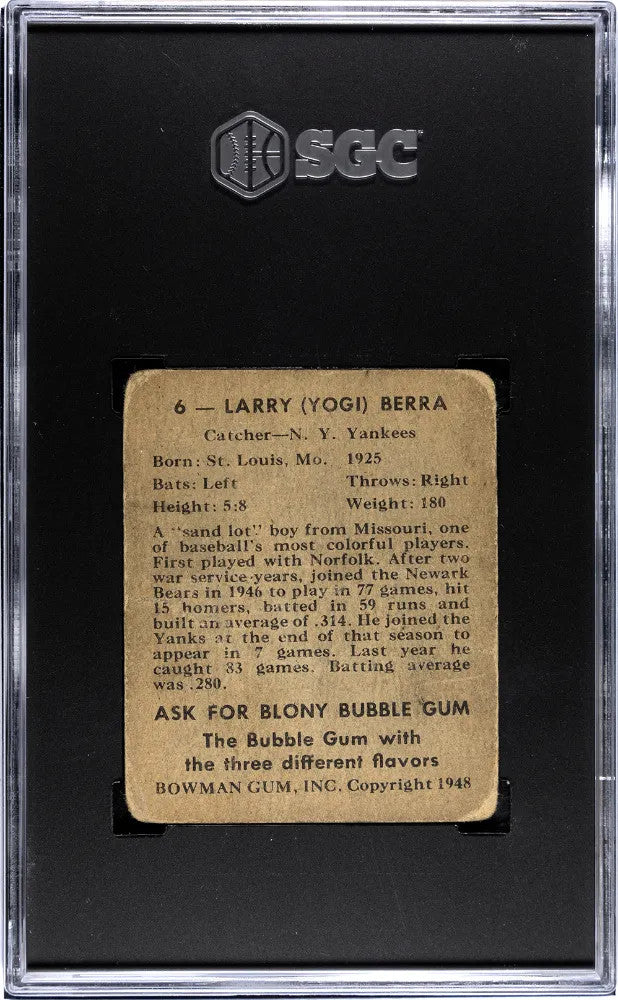 SGC
6 — LARRY (YOGI) BERRA
Catcher—N. Y. Yankees
Born: St. Louis, Mo. 1925
Bats: Left Throws: Right
Height: 5:8 Weight: 180
A "sand lot" boy from Missouri, one
of baseball's most colorful players.
First played with Norfolk. After two
war service-years, joined the Newark
Bears in 1946 to play in 77 games, hit
15 homers, batted in 59 runs and
built an average of .314. He joined the
Yanks at the end of that season to
appear in 7 games. Last year he
caught 83 games. Batting average
was .280.
ASK FOR BLONY BUBBLE GUM
The Bubble Gum with
the three different flavors
BOWMAN GUM, INC. Copyright 1948